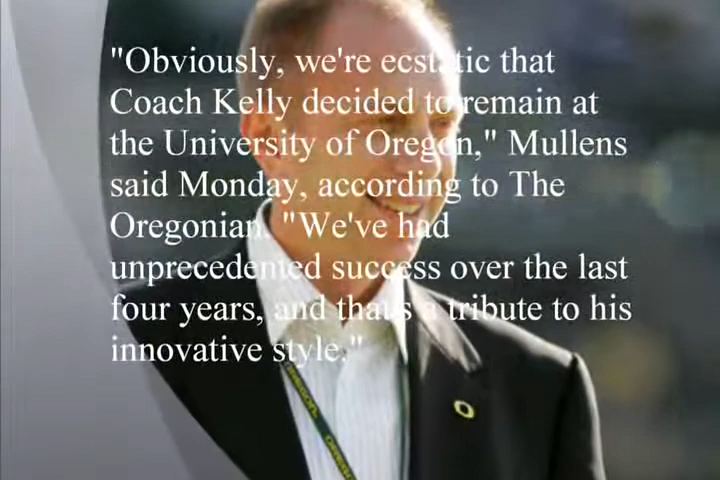 "Obviously, we're ecstatic that
Coach Kelly decided to remain at
the University of Oregon," Mullens
said Monday, according to The
Oregonian. "We've had
unprecedented success over the last
four years, and that's a tribute to his
innovative style."
OREGON